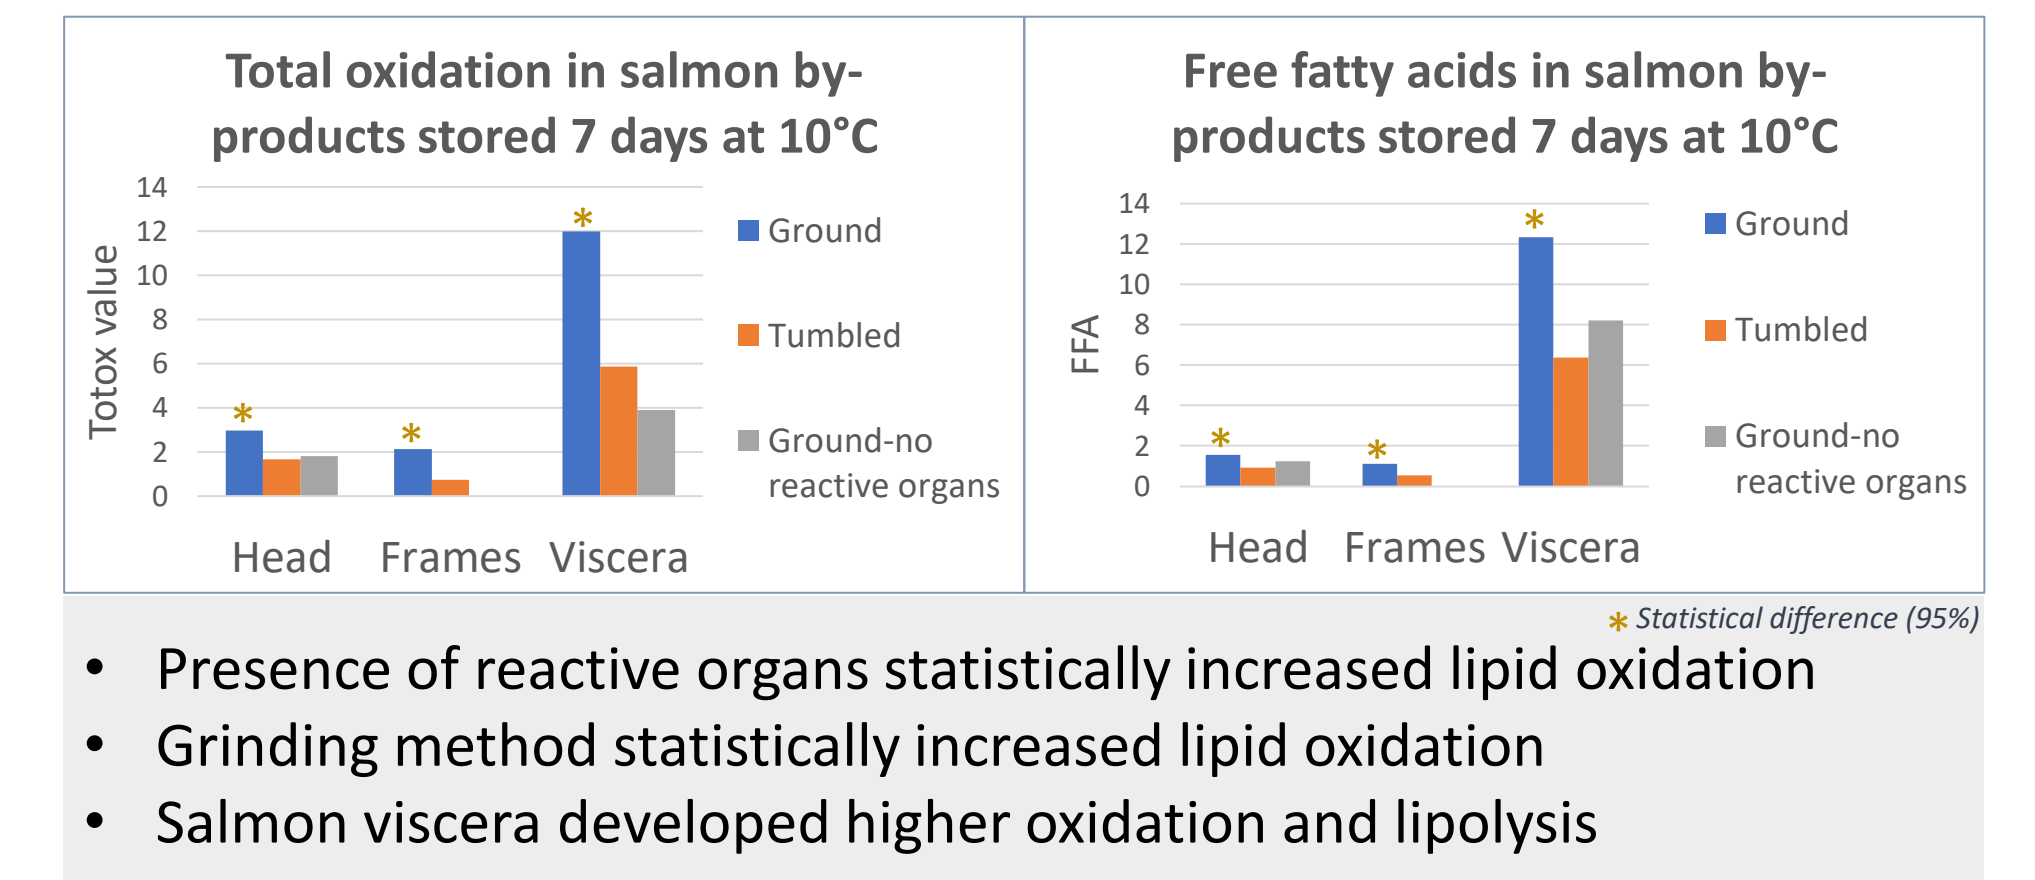 Total oxidation in salmon by-
products stored 7 days at 10°C
14
12
10
8
6
4
2
0
Totox value
Head Frames Viscera
*
*
*
Ground
Tumbled
Ground-no
reactive organs
Free fatty acids in salmon by-
products stored 7 days at 10°C
14
12
10
8
6
4
2
0
FFA
Head Frames Viscera
*
*
*
Ground
Tumbled
Ground-no
reactive organs
* Statistical difference (95%)
• Presence of reactive organs statistically increased lipid oxidation
• Grinding method statistically increased lipid oxidation
• Salmon viscera developed higher oxidation and lipolysis